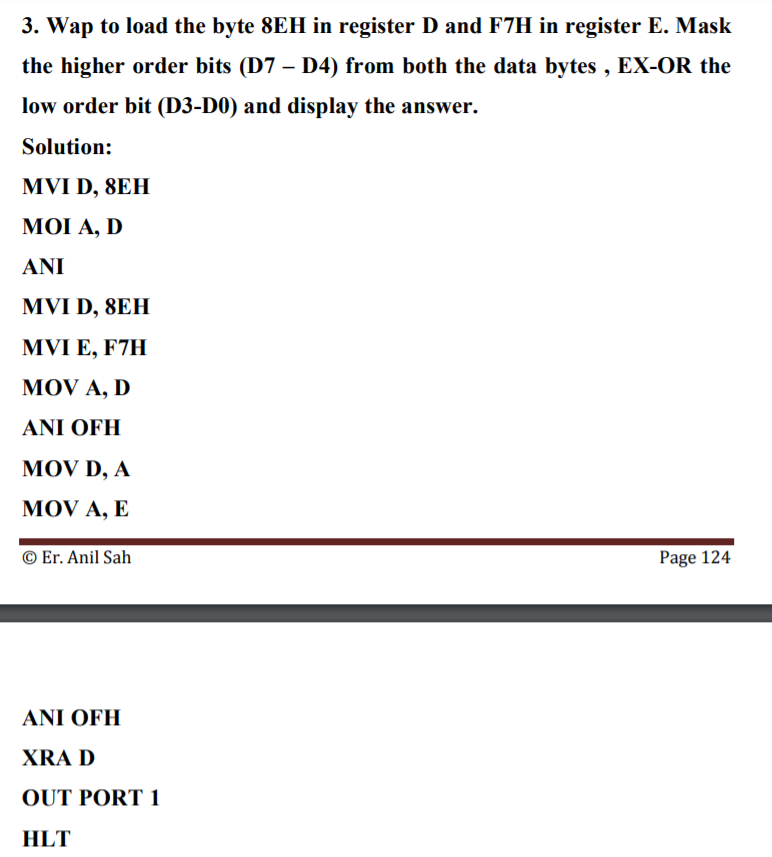 3. Wap to load the byte 8EH in register D and F7H in register E. Mask
the higher order bits (D7 – D4) from both the data bytes , EX-OR the
low order bit (D3-D0) and display the answer.
Solution:
MVI D, 8EH
MOI A, D
ANI
MVI D, 8EH
MVI E, F7H
MOV A, D
ANI OFH
MOV D, A
MOV A, E
© Er. Anil Sah Page 124
ANI OFH
XRA D
OUT PORT 1
HLT